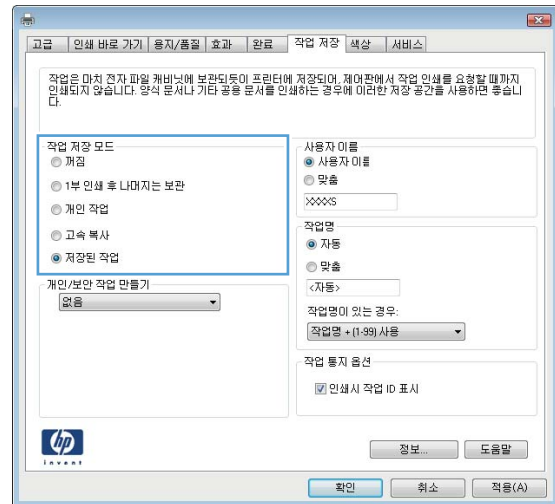 고급 인쇄 바로 가기 용지/품질 효과 완료 작업 저장 색상 서비스
작업은 마치 전자 파일 캐비닛에 보관되듯이 프린터에 저장되어, 제어판에서 작업 인쇄를 요청할 때까지
인쇄되지 않습니다. 양식 문서나 기타 공용 문서를 인쇄하는 경우에 이러한 저장 공간을 사용하면 좋습니
다.
작업 저장 모드
꺼짐
1부 인쇄 후 나머지는 보관
개인 작업
고속 복사
저장된 작업
개인/보안 작업 만들기
없음
사용자 이름
사용자 이름
맞춤
XXXXS
작업명
자동
맞춤
<자동>
작업명이 있는 경우:
작업명 + (1-99) 사용
작업 통지 옵션
인쇄시 작업 ID 표시
hp
invent
정보... 도움말
확인 취소 적용(A)